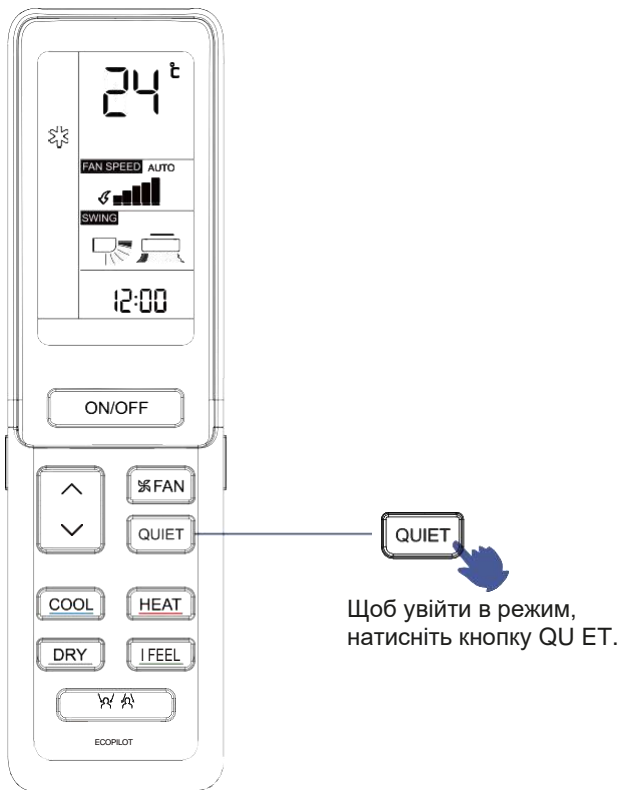 24 °C
FAN SPEED AUTO
SWING
12:00
ON/OFF
FAN
QUIET
QUIET
COOL
HEAT
DRY
I FEEL
ECOPILOT
Щоб увійти в режим,
натисніть кнопку QU ET.